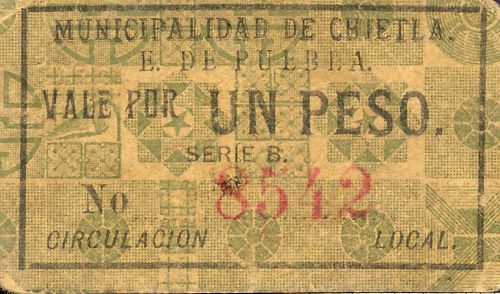 MUNICIPALIDAD DE CHIETLA.
E. DE PUEBLA.
VALE POR UN PESO.
SERIE B.
No 8542
CIRCULACION LOCAL.